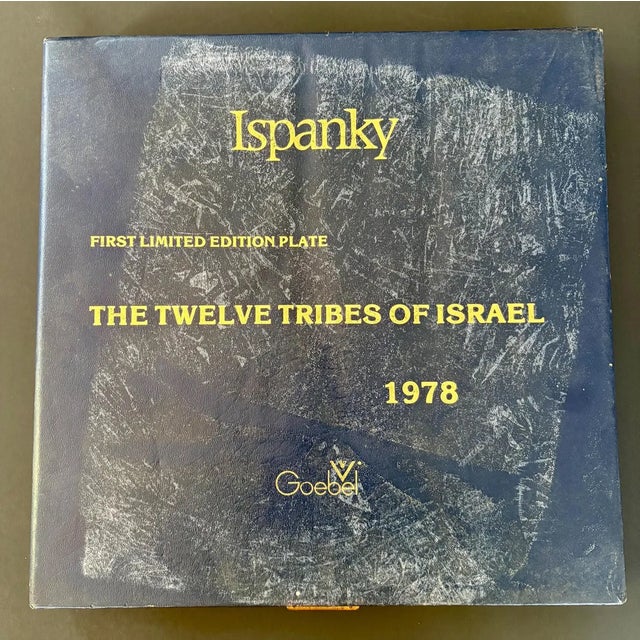 Ispanky
FIRST LIMITED EDITION PLATE
THE TWELVE TRIBES OF ISRAEL
1978
Goebel